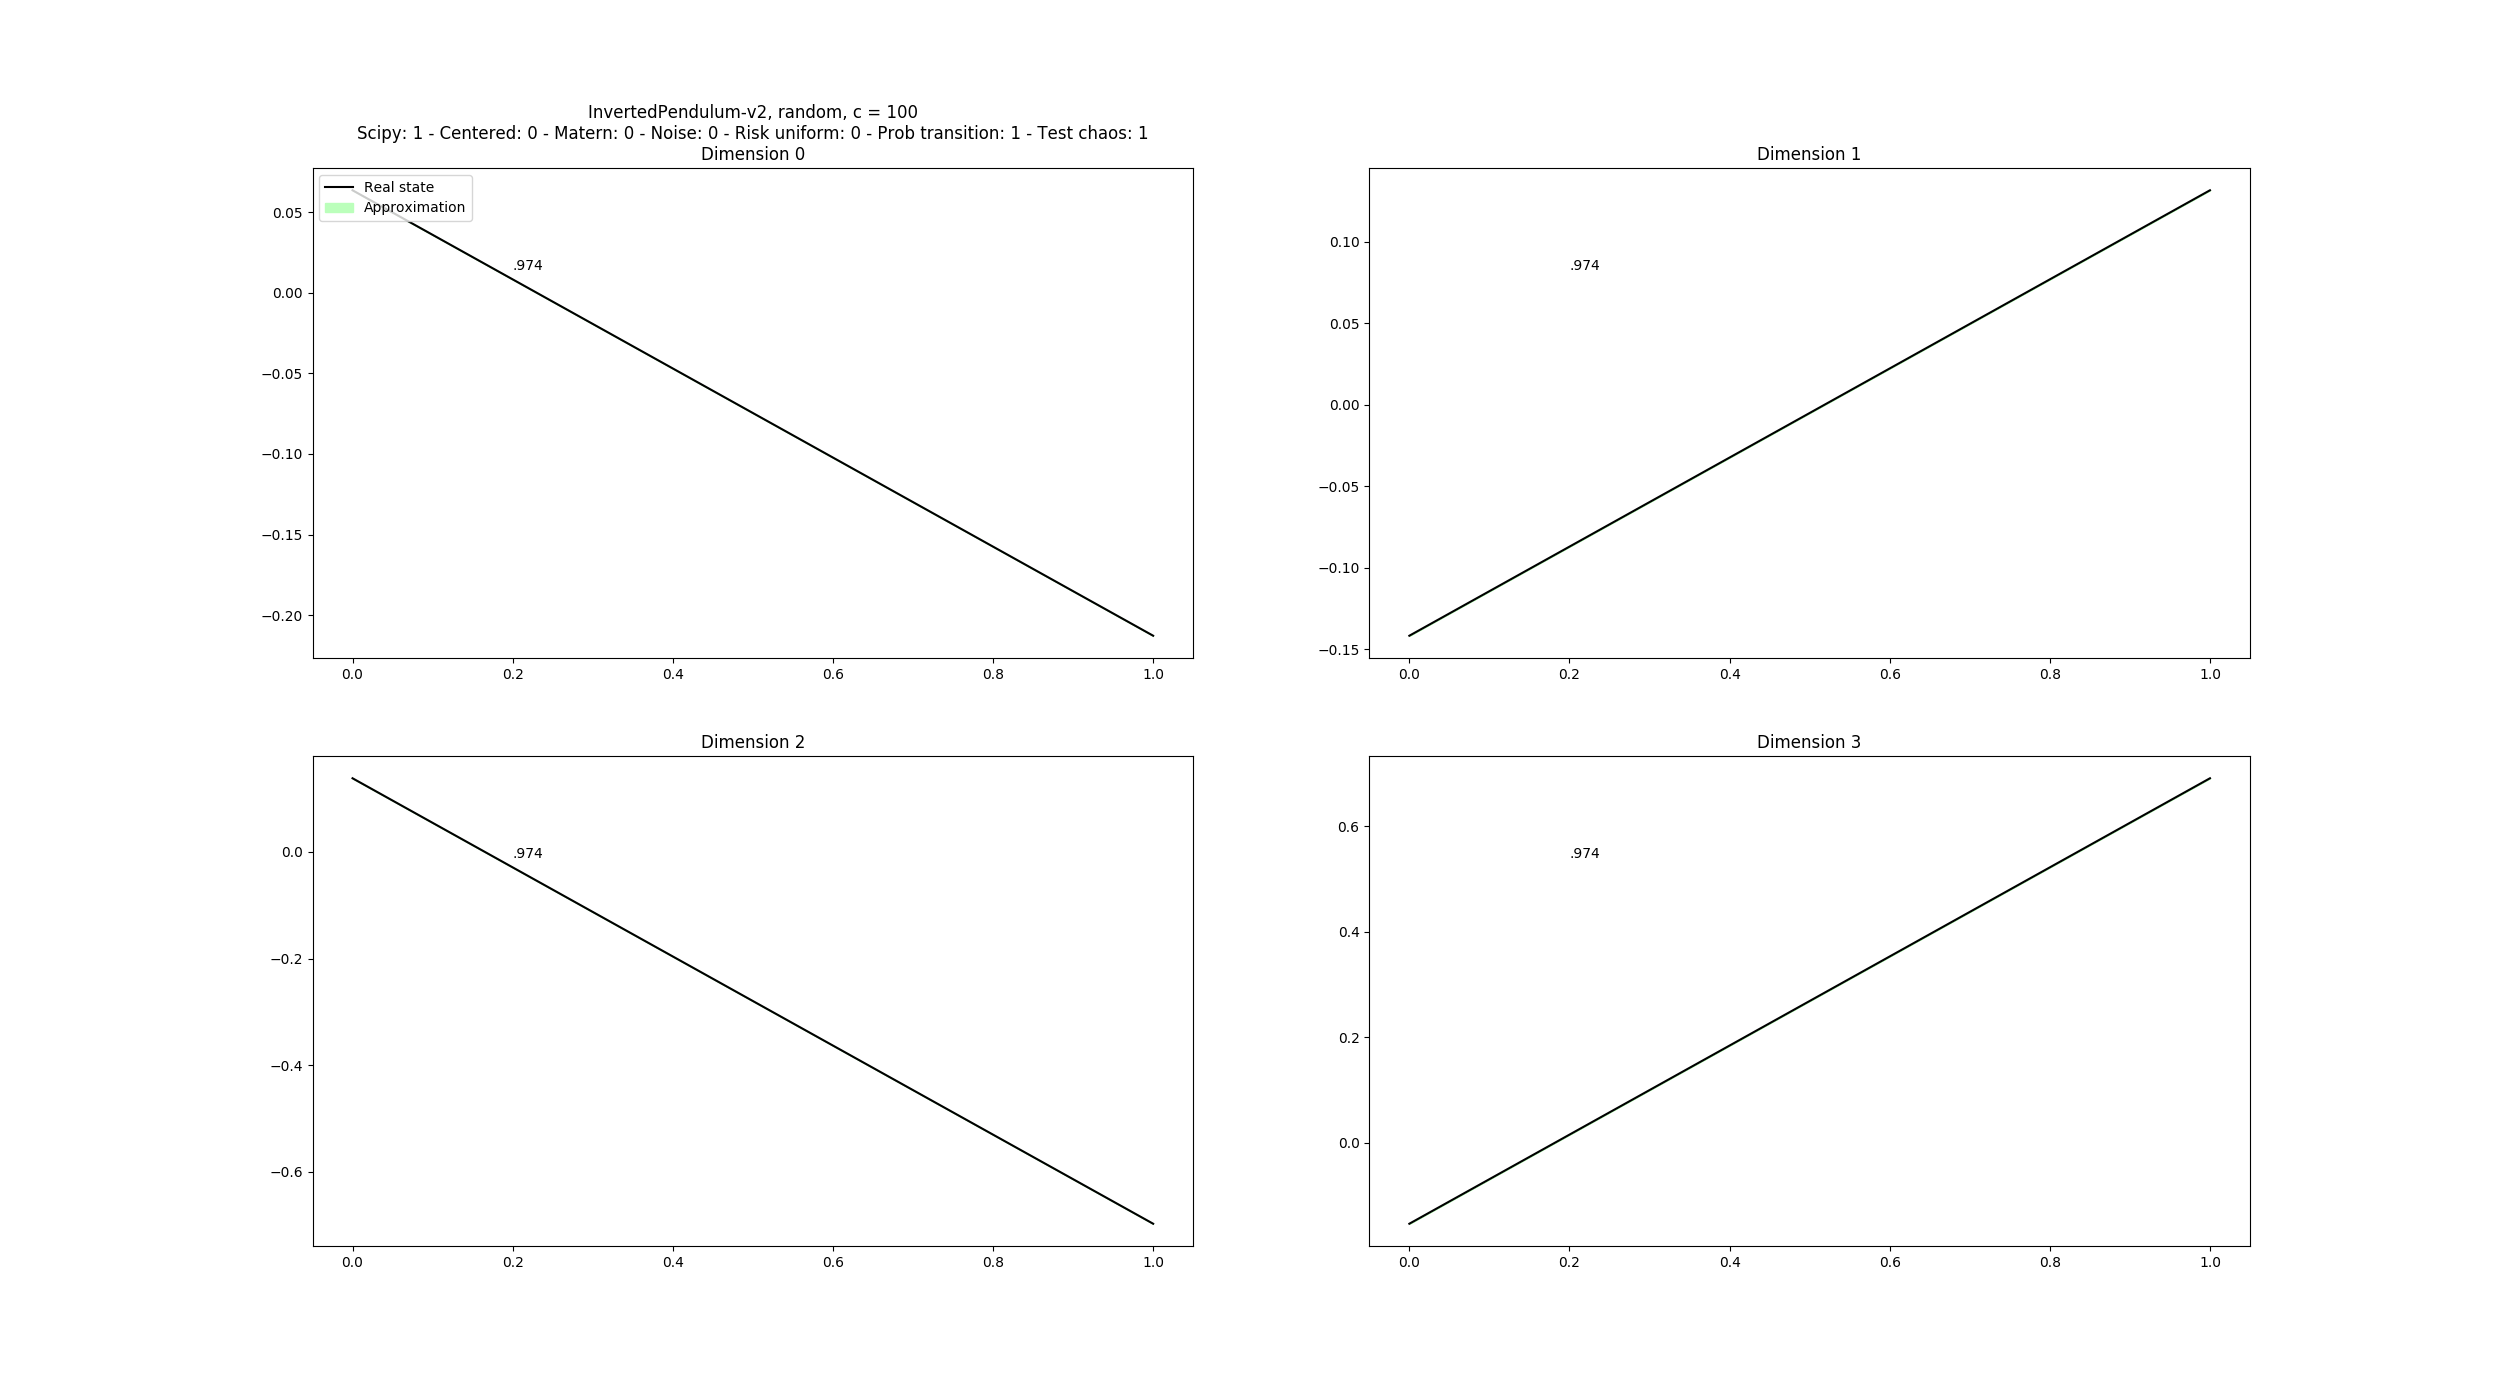 InvertedPendulum-v2, random, c = 100
Scipy: 1 - Centered: 0 - Matern: 0 - Noise: 0 - Risk uniform: 0 - Prob transition: 1 - Test chaos: 1
Dimension 0
Real state
Approximation
.974
0.05
0.00
−0.05
−0.10
−0.15
−0.20
0.0 0.2 0.4 0.6 0.8 1.0
Dimension 1
.974
0.10
0.05
0.00
−0.05
−0.10
−0.15
0.0 0.2 0.4 0.6 0.8 1.0
Dimension 2
.974
0.0
−0.2
−0.4
−0.6
0.0 0.2 0.4 0.6 0.8 1.0
Dimension 3
.974
0.6
0.4
0.2
0.0
0.0 0.2 0.4 0.6 0.8 1.0